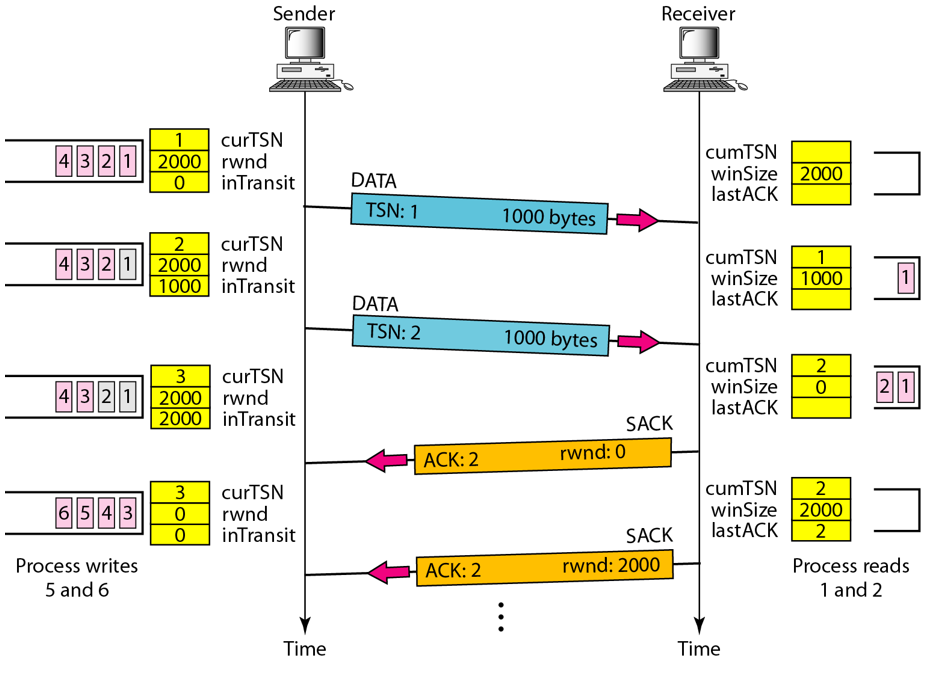 Sender
Receiver
1 curTSN
4 3 2 1 2000 rwnd
0 inTransit
cumTSN
winSize 2000
lastACK
DATA
TSN: 1 1000 bytes
2 curTSN
4 3 2 1 2000 rwnd
1000 inTransit
cumTSN 1
winSize 1000 1
lastACK
DATA
TSN: 2 1000 bytes
3 curTSN
4 3 2 1 2000 rwnd
2000 inTransit
cumTSN 2
winSize 0 2 1
lastACK
SACK
ACK: 2 rwnd: 0
3 curTSN
6 5 4 3 0 rwnd
0 inTransit
Process writes
5 and 6
cumTSN 2
winSize 2000
lastACK 2
Process reads
1 and 2
SACK
ACK: 2 rwnd: 2000
Time
Time